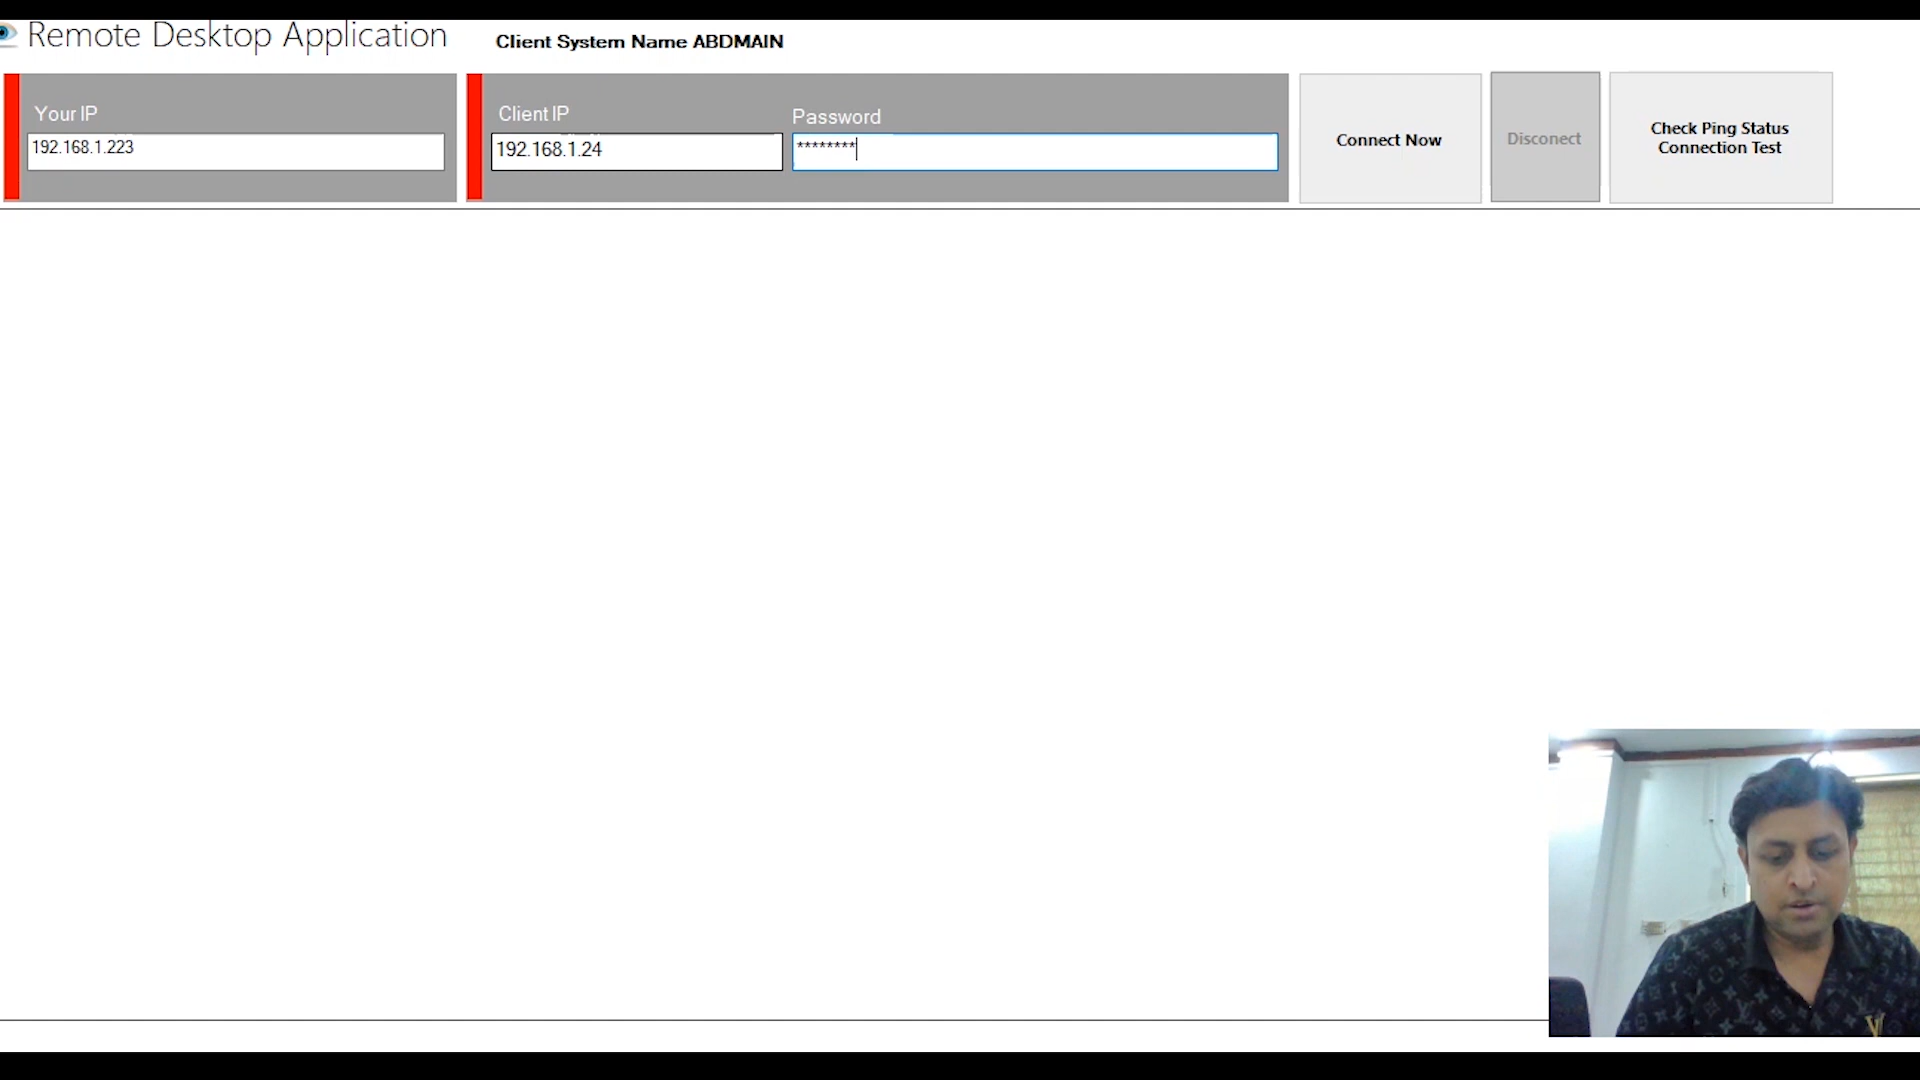 Remote Desktop Application
Client System Name ABDMAIN
Your IP
192.168.1.223
Client IP
192.168.1.24
Password
********
Connect Now
Disconect
Check Ping Status
Connection Test